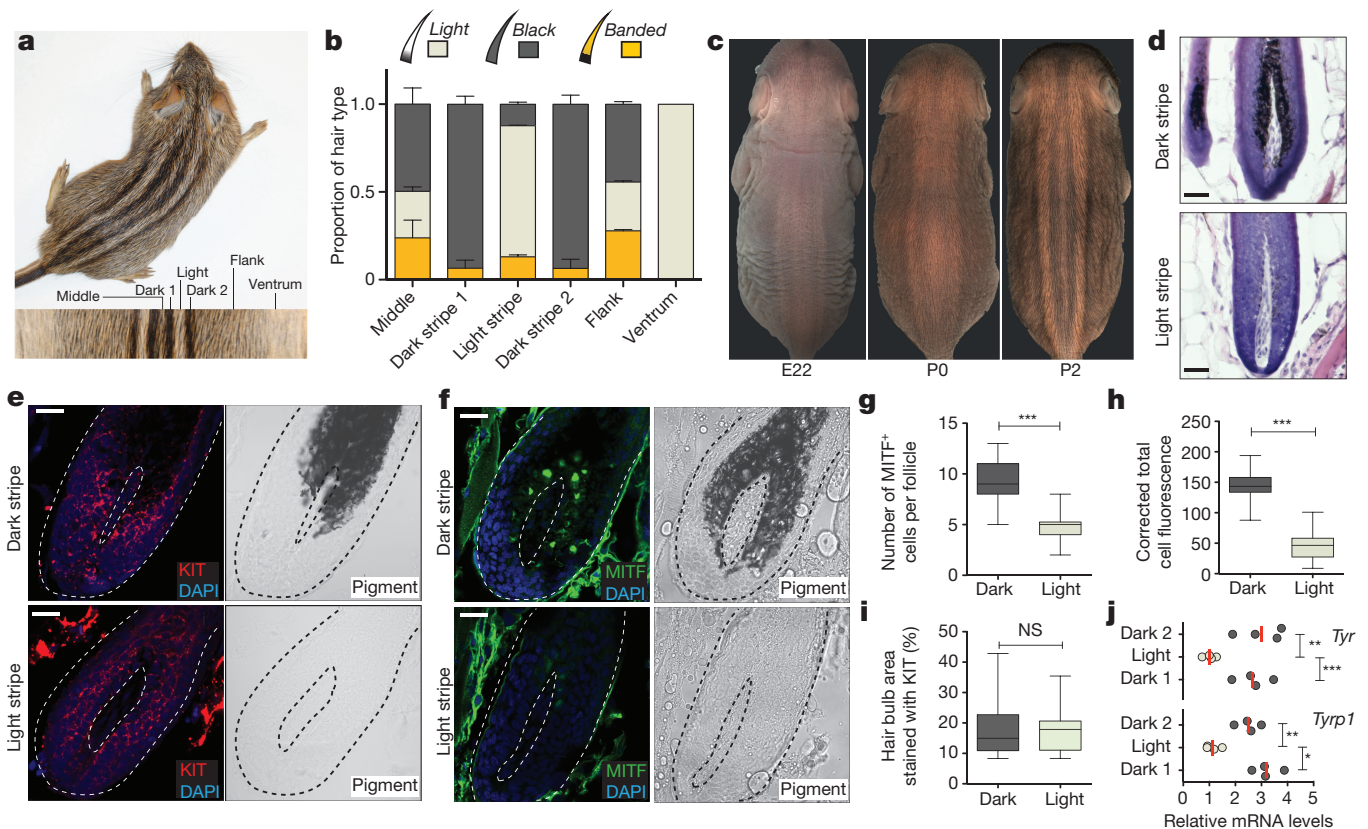 a
Middle
Dark 1
Light
Dark 2
Flank
Ventrum
b
Light
Black
Banded
Proportion of hair type
1.0
0.5
0
Middle
Dark stripe 1
Light stripe
Dark stripe 2
Flank
Ventrum
c
E22
P0
P2
d
Dark stripe
Light stripe
e
Dark stripe
KIT
DAPI
Pigment
Light stripe
KIT
DAPI
Pigment
f
Dark stripe
MITF
DAPI
Pigment
Light stripe
MITF
DAPI
Pigment
g
Number of MITF+
cells per follicle
15
10
5
0
***
Dark
Light
h
Corrected total
cell fluorescence
250
200
150
100
50
0
***
Dark
Light
i
Hair bulb area
stained with KIT (%)
50
40
30
20
10
0
NS
Dark
Light
j
Dark 2
Light
Dark 1
Tyr
**
***
Dark 2
Light
Dark 1
Tyrp1
**
*
0 1 2 3 4 5
Relative mRNA levels